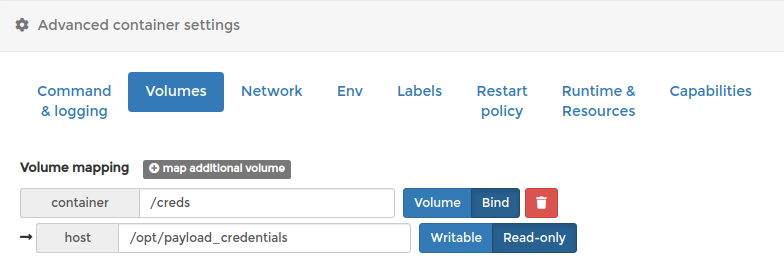 Advanced container settings
Command & logging
Volumes
Network
Env
Labels
Restart policy
Runtime & Resources
Capabilities
Volume mapping map additional volume
container /creds Volume Bind
host /opt/payload_credentials Writable Read-only